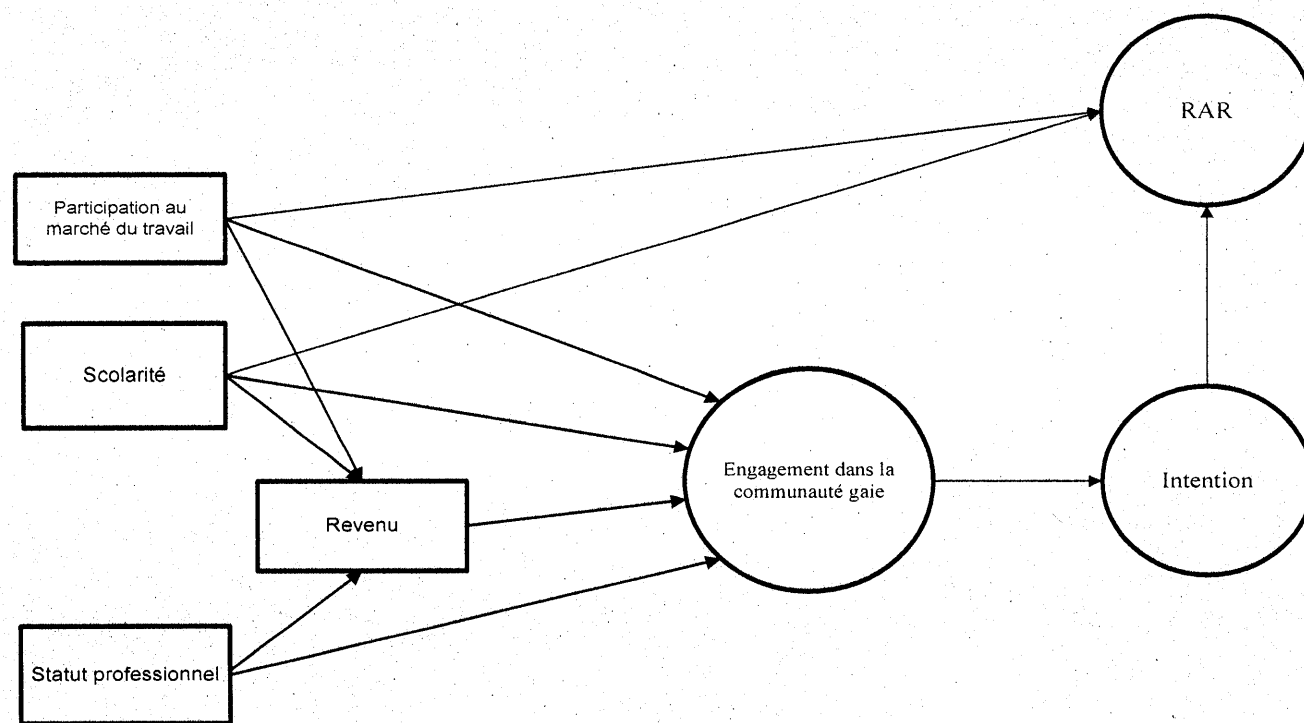 RAR
Participation au
marché du travail
Scolarité
Engagement dans la
communauté gaie
Intention
Revenu
Statut professionnel